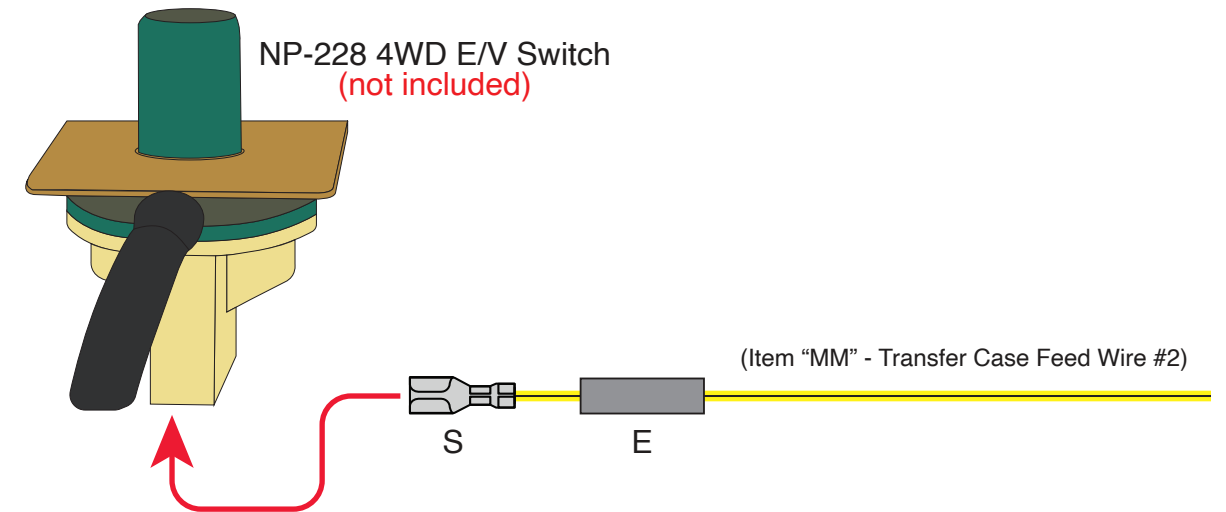 NP-228 4WD E/V Switch
(not included)
(Item “MM” - Transfer Case Feed Wire #2)
S
E